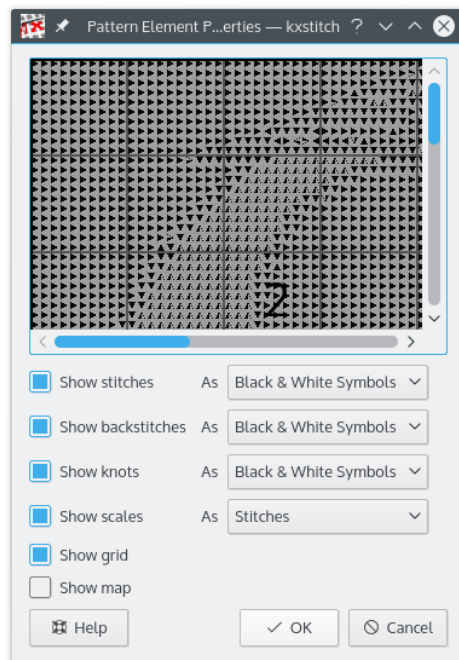 Pattern Element P...erties — kxstitch ?
2
Show stitches As Black & White Symbols
Show backstitches As Black & White Symbols
Show knots As Black & White Symbols
Show scales As Stitches
Show grid
Show map
Help OK Cancel